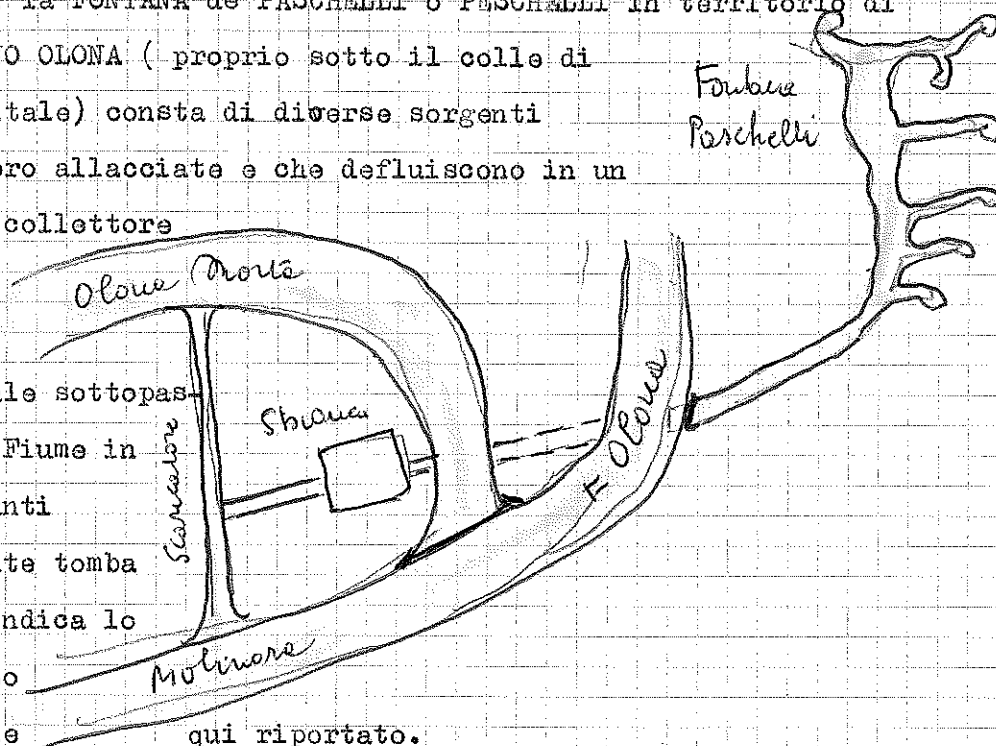 la FONTANA de PASCHELLI o PESCHELLI in territorio di
O OLONA ( proprio sotto il colle di
tale) consta di diverse sorgenti
ro allacciate e che defluiscono in un
collettore
Fontana
Paschelli
Olona Morta
le sottopas-
Fiume in
nti
te tomba
ndica lo
o
e qui riportato.
Scaricatore
F Olona
Molinara